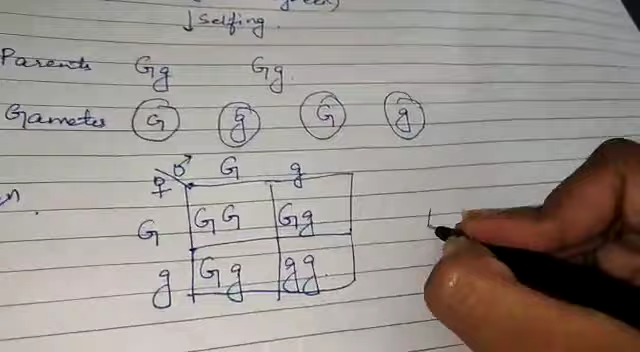 ↓ Selfing.
Parents Gg Gg.
Gametes G g G g
♀ ♂ G g
G GG Gg
g Gg gg